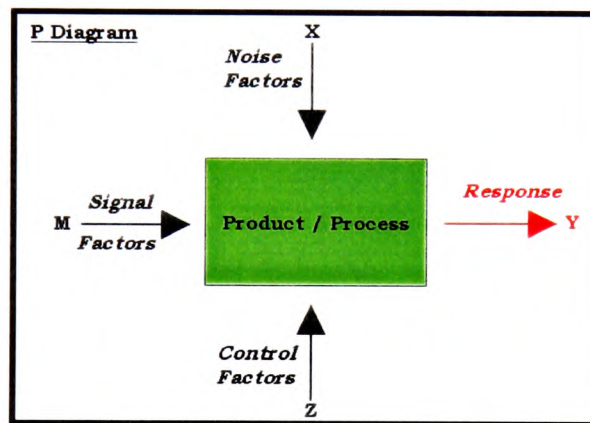 P Diagram
X
Noise
Factors
Signal
M
Factors
Product / Process
Response
Y
Control
Factors
Z